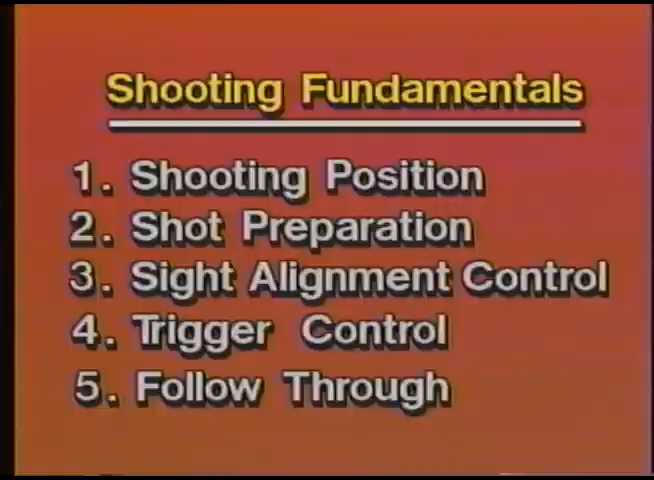 Shooting Fundamentals
1. Shooting Position
2. Shot Preparation
3. Sight Alignment Control
4. Trigger Control
5. Follow Through